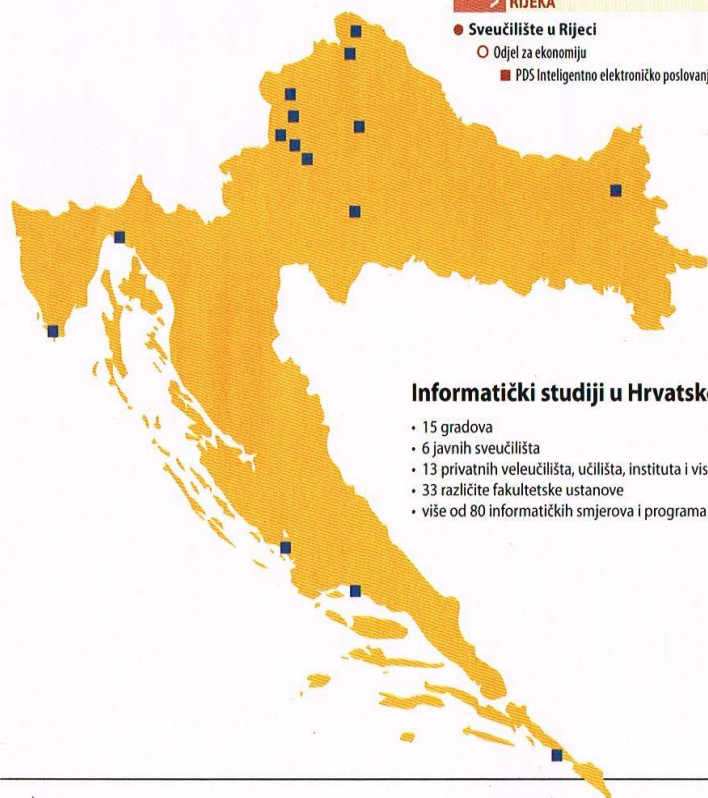 RIJEKA
Sveučilište u Rijeci
Odjel za ekonomiju
PDS Inteligentno elektroničko poslovanj
Informatički studiji u Hrvatsk
• 15 gradova
• 6 javnih sveučilišta
• 13 privatnih veleučilišta, učilišta, instituta i vis
• 33 različite fakultetske ustanove
• više od 80 informatičkih smjerova i programa